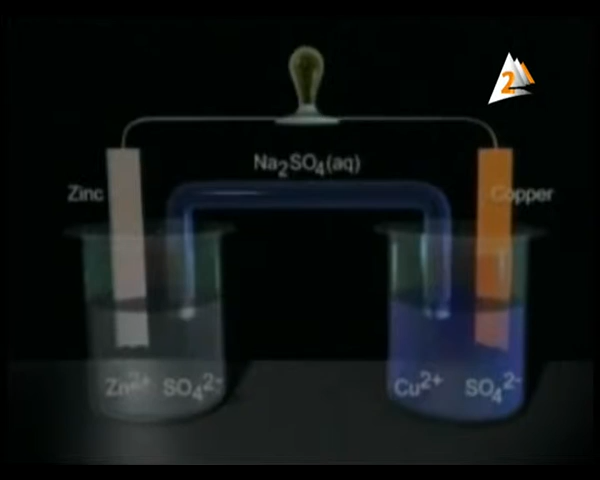 2
Na2SO4(aq)
Zinc
Copper
Zn2+ SO42-
Cu2+ SO42-